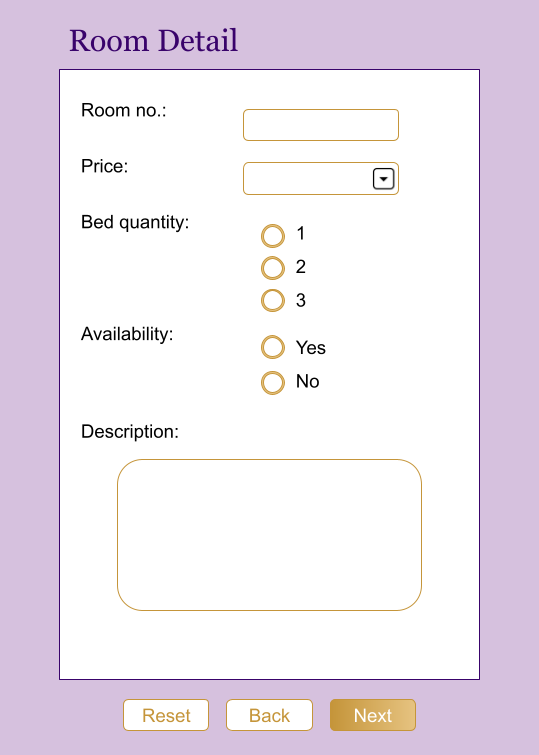 Room Detail
Room no.:
Price:
Bed quantity:
1
2
3
Availability:
Yes
No
Description:
Reset Back Next